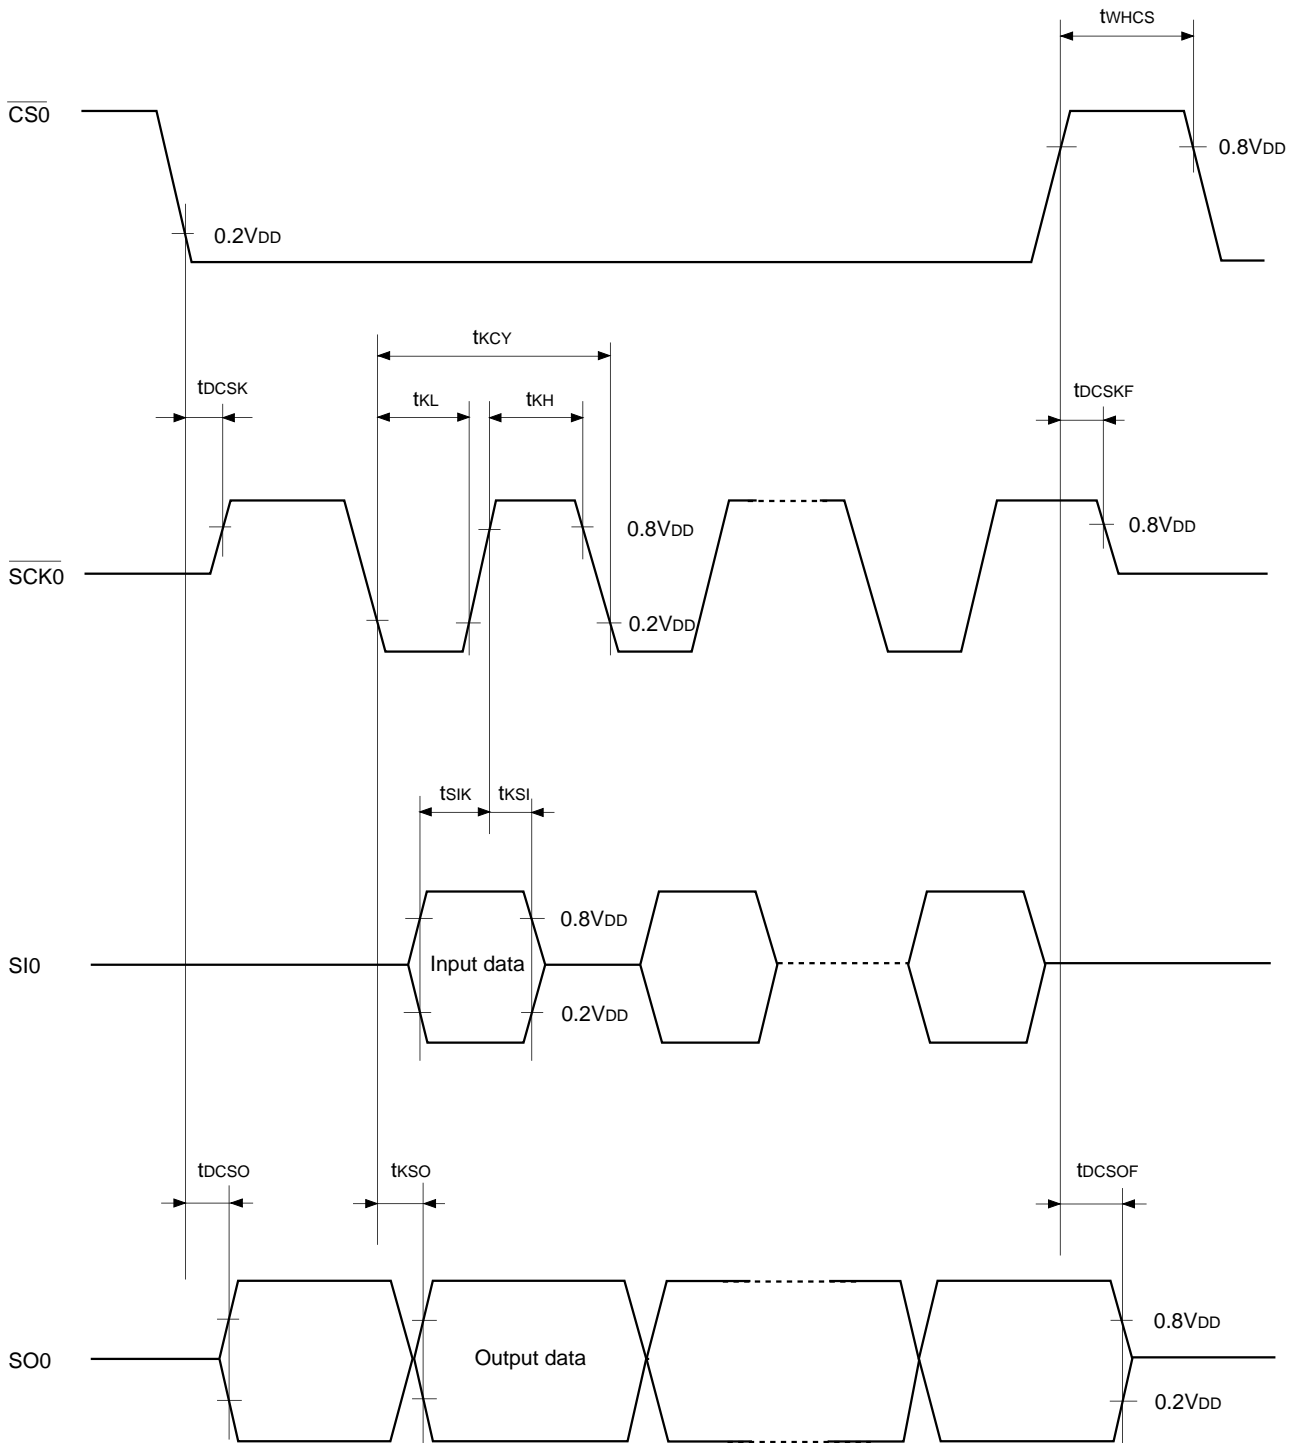 tWHCS
CS0
0.8VDD
0.2VDD
tKCY
tDCSK
tKL
tKH
tDCSKF
0.8VDD
0.8VDD
SCK0
0.2VDD
tSIK
tKSI
0.8VDD
SI0
Input data
0.2VDD
tDCSO
tKSO
tDCSOF
0.8VDD
SO0
Output data
0.2VDD